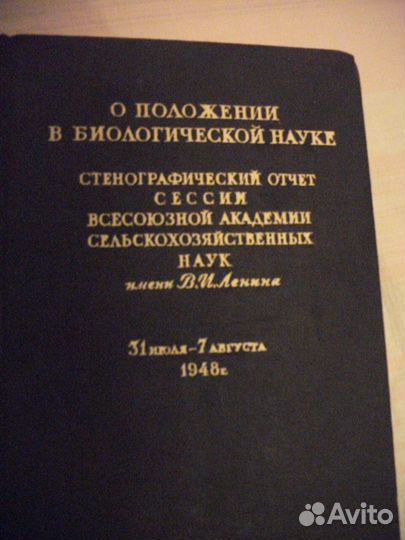 О ПОЛОЖЕНИИ
В БИОЛОГИЧЕСКОЙ НАУКЕ
СТЕНОГРАФИЧЕСКИЙ ОТЧЕТ
СЕССИИ
ВСЕСОЮЗНОЙ АКАДЕМИИ
СЕЛЬСКОХОЗЯЙСТВЕННЫХ
НАУК
имени В.И.Ленина
31 ИЮЛЯ–7 АВГУСТА
1948г.
Avito